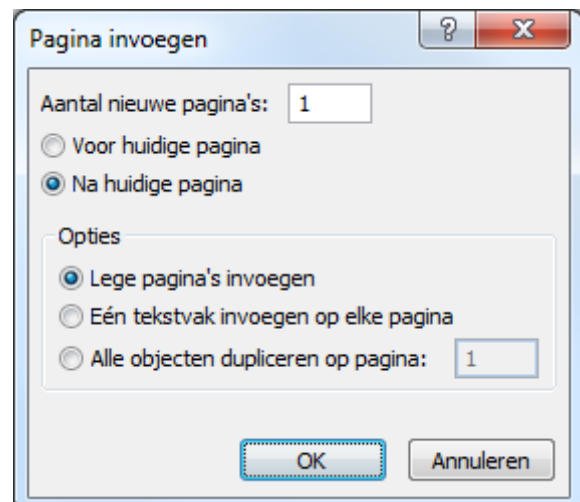 Pagina invoegen
Aantal nieuwe pagina's: 1
Voor huidige pagina
Na huidige pagina
Opties
Lege pagina's invoegen
Eén tekstvak invoegen op elke pagina
Alle objecten dupliceren op pagina: 1
OK Annuleren